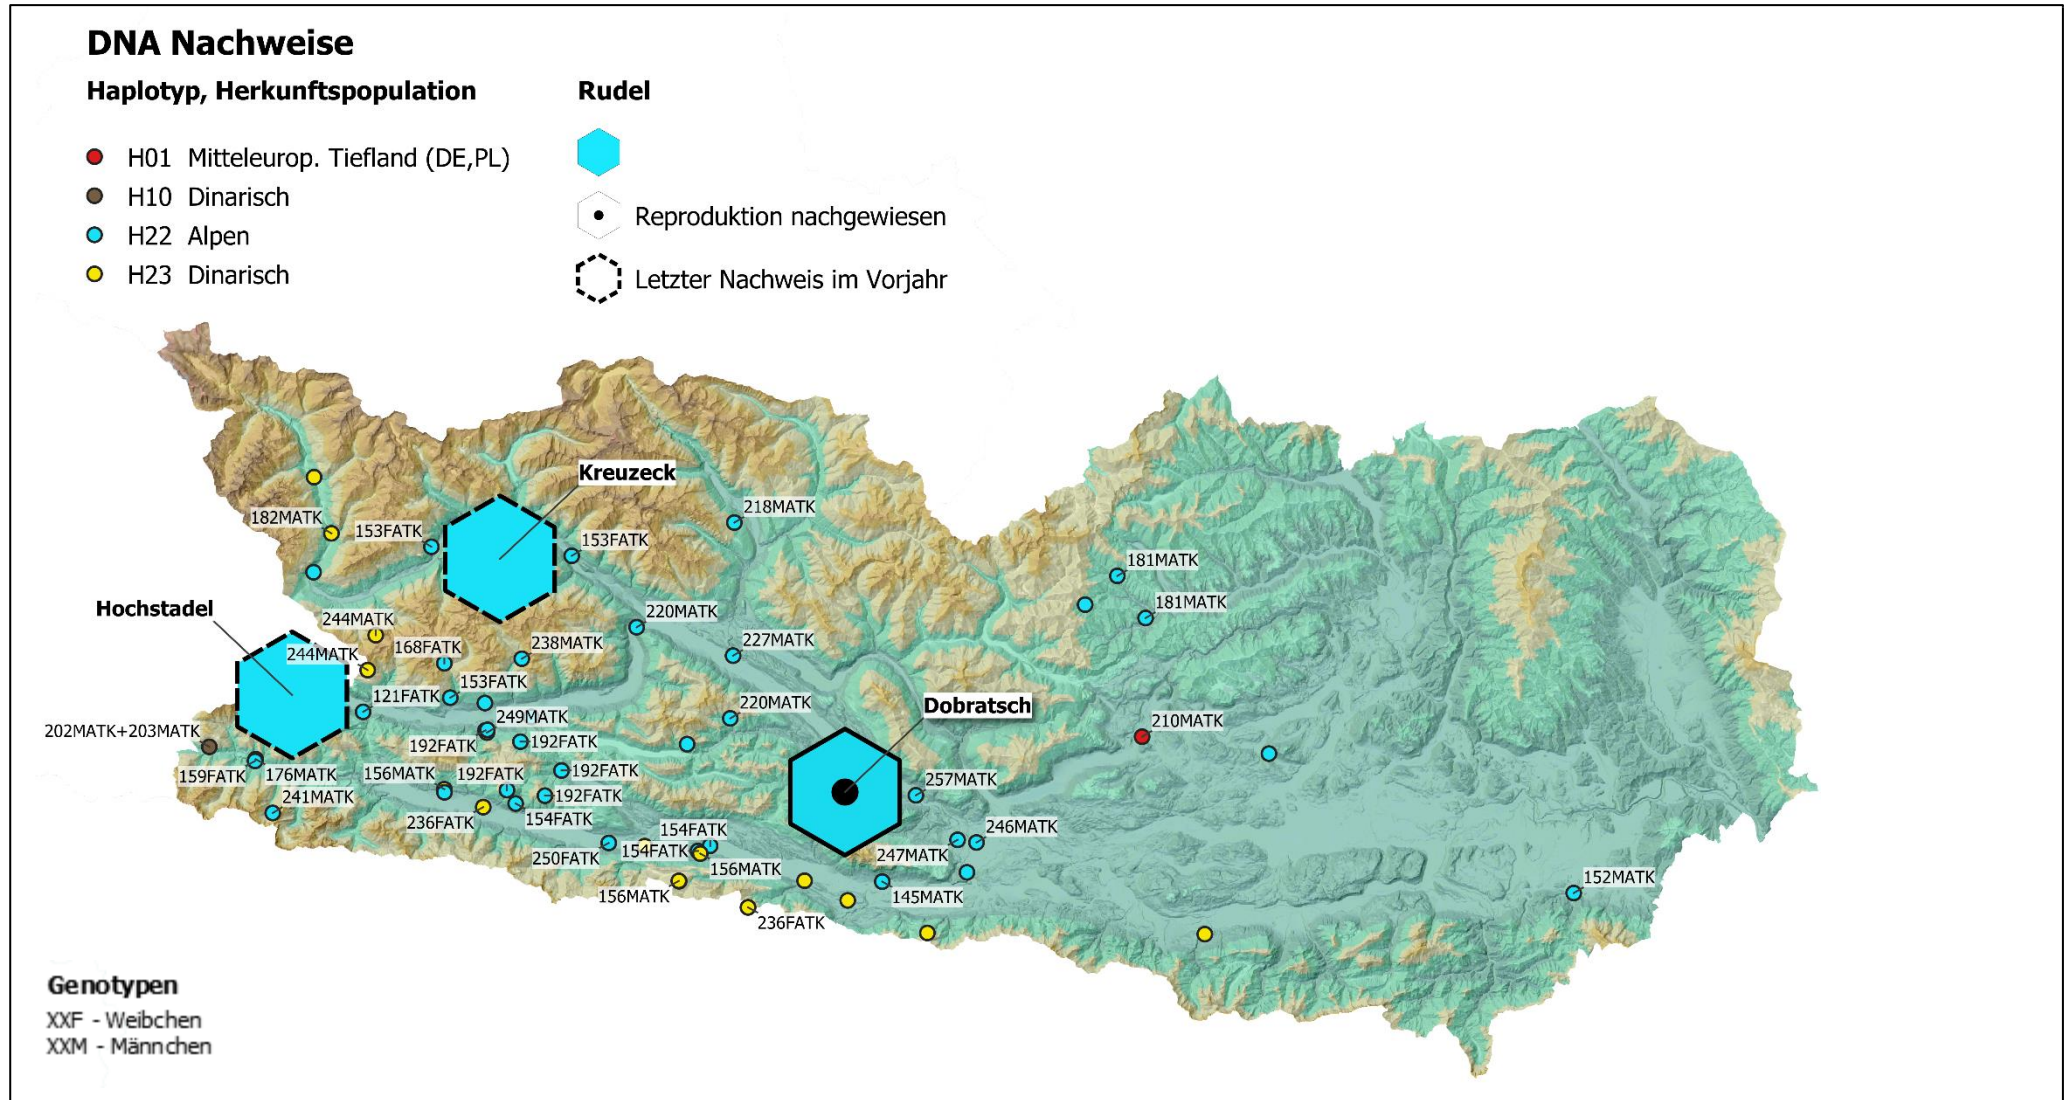 DNA Nachweise
Haplotyp, Herkunftspopulation
H01 Mitteleurop. Tiefland (DE,PL)
H10 Dinarisch
H22 Alpen
H23 Dinarisch
Rudel
Reproduktion nachgewiesen
Letzter Nachweis im Vorjahr
Kreuzeck
218MATK
182MATK
153FATK
153FATK
181MATK
Hochstadel
181MATK
220MATK
244MATK
168FATK
238MATK
227MATK
244MATK
153FATK
121FATK
Dobratsch
220MATK
249MATK
210MATK
202MATK+203MATK
192FATK
192FATK
159FATK
176MATK
156MATK
192FATK
192FATK
257MATK
241MATK
192FATK
236FATK
154FATK
154FATK
246MATK
250FATK
154FATK
247MATK
156MATK
152MATK
156MATK
145MATK
236FATK
Genotypen
XXF - Weibchen
XXM - Männchen